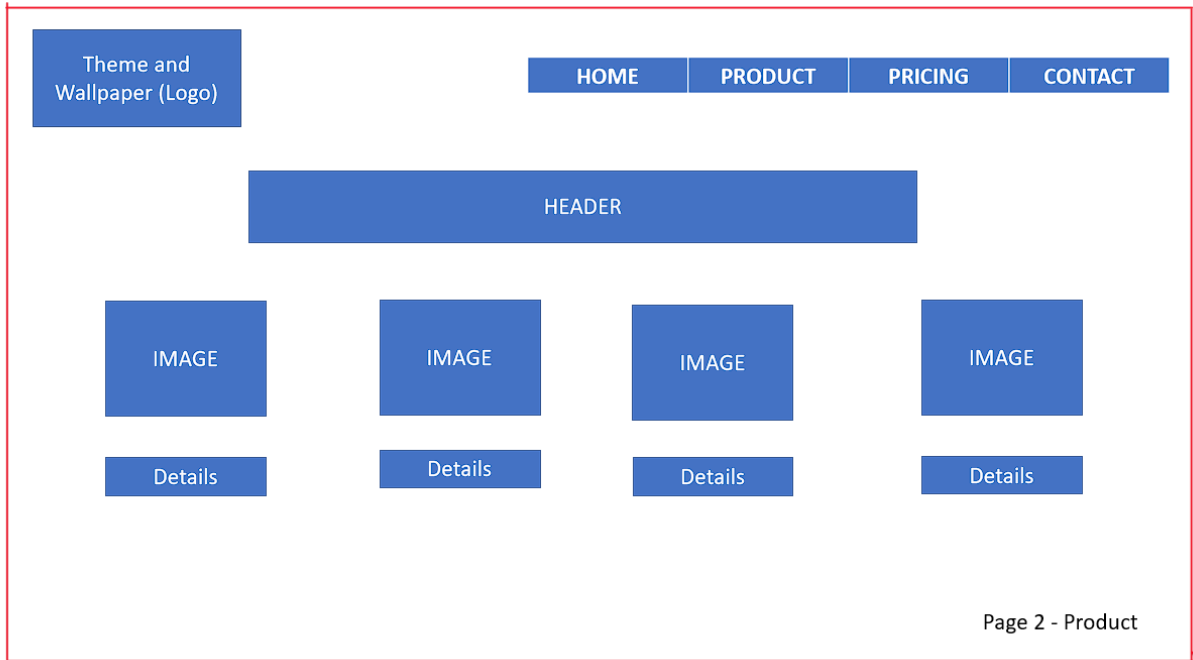 Theme and
Wallpaper (Logo)
HOME PRODUCT PRICING CONTACT
HEADER
IMAGE IMAGE IMAGE IMAGE
Details Details Details Details
Page 2 - Product